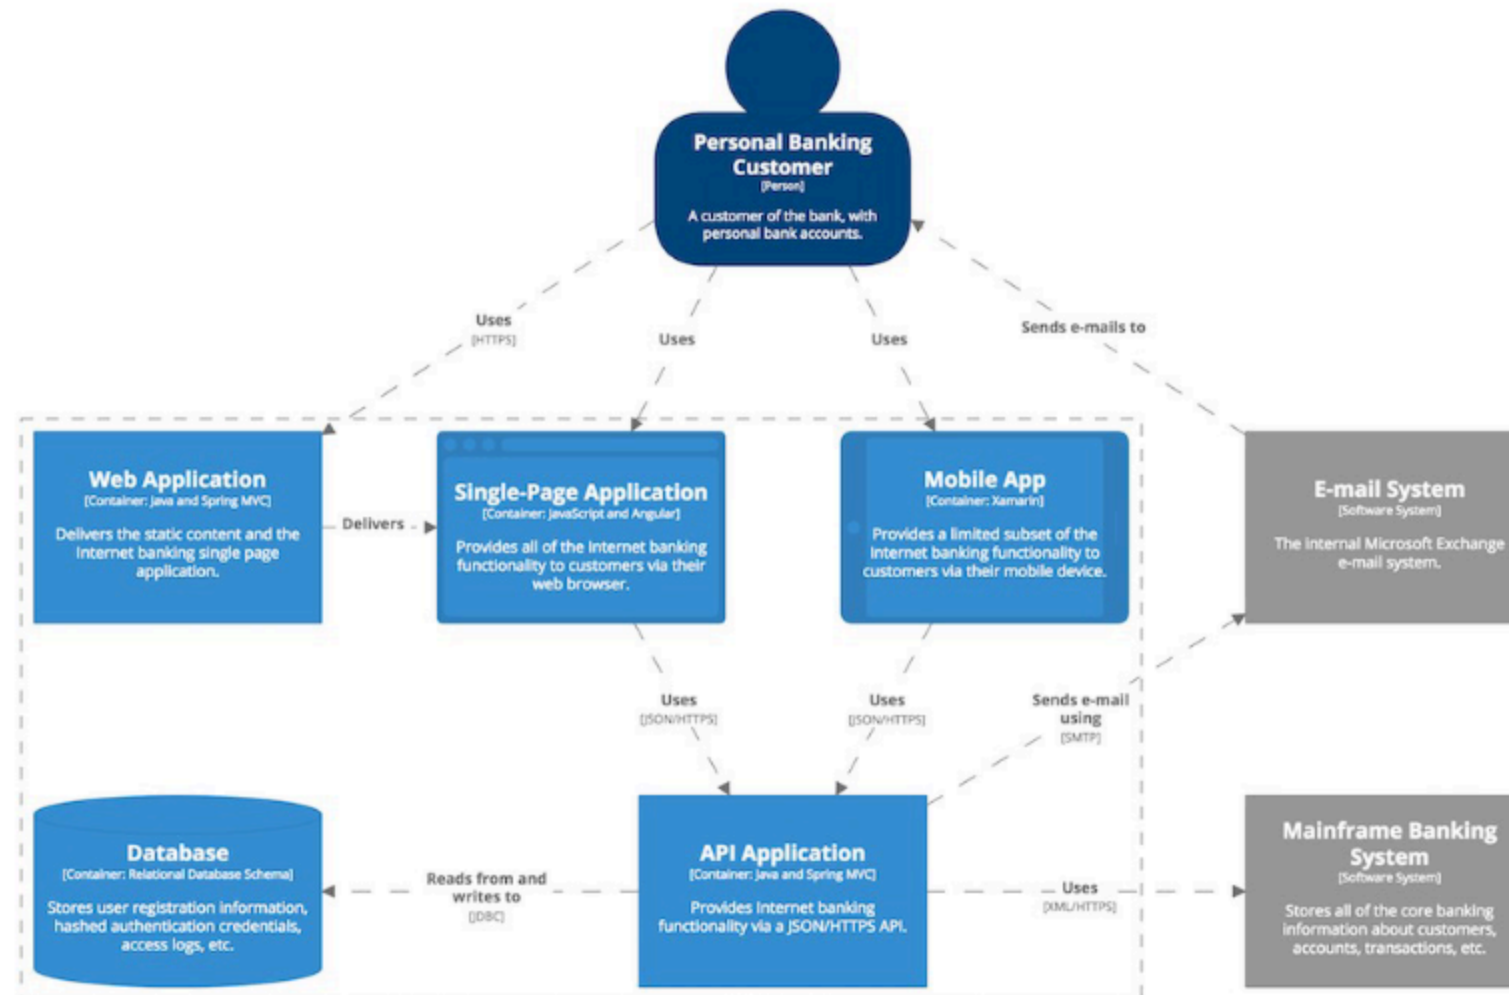 Personal Banking
Customer
[Person]
A customer of the bank, with
personal bank accounts.
Uses
[HTTPS]
Uses
Uses
Sends e-mails to
Web Application
[Container: Java and Spring MVC]
Delivers the static content and the
Internet banking single page
application.
Delivers
Single-Page Application
[Container: JavaScript and Angular]
Provides all of the Internet banking
functionality to customers via their
web browser.
Mobile App
[Container: Xamarin]
Provides a limited subset of the
Internet banking functionality to
customers via their mobile device.
E-mail System
[Software System]
The internal Microsoft Exchange
e-mail system.
Uses
[JSON/HTTPS]
Uses
[JSON/HTTPS]
Sends e-mail
using
[SMTP]
Database
[Container: Relational Database Schema]
Stores user registration information,
hashed authentication credentials,
access logs, etc.
Reads from and
writes to
[JDBC]
API Application
[Container: Java and Spring MVC]
Provides Internet banking
functionality via a JSON/HTTPS API.
Uses
[XML/HTTPS]
Mainframe Banking
System
[Software System]
Stores all of the core banking
information about customers,
accounts, transactions, etc.